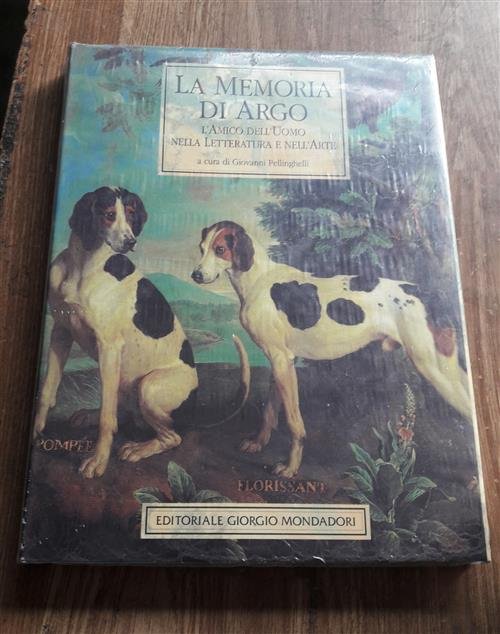 LA MEMORIA
DI ARGO
L'AMICO DELL'UOMO
NELLA LETTERATURA E NELL'ARTE
a cura di Giovanni Pellinghelli
POMPÉE
FLORISSANT
EDITORIALE GIORGIO MONDADORI